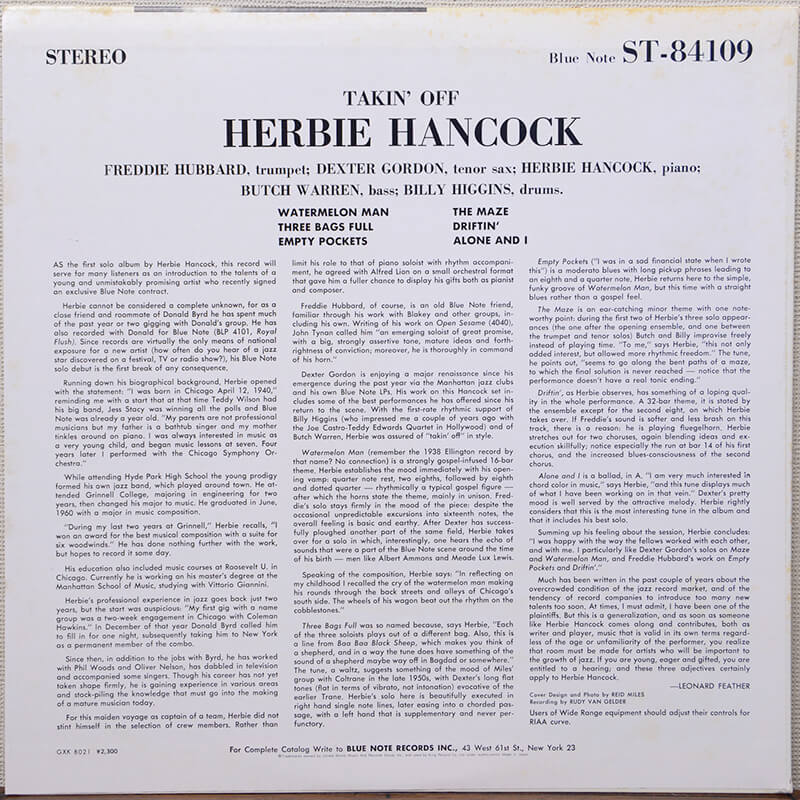 STEREO
Blue Note ST-84109
TAKIN' OFF
HERBIE HANCOCK
FREDDIE HUBBARD, trumpet; DEXTER GORDON, tenor sax; HERBIE HANCOCK, piano;
BUTCH WARREN, bass; BILLY HIGGINS, drums.
WATERMELON MAN
THREE BAGS FULL
EMPTY POCKETS
THE MAZE
DRIFTIN'
ALONE AND I
AS the first solo album by Herbie Hancock, this record will
serve for many listeners as an introduction to the talents of a
young and unmistakably promising artist who recently signed
an exclusive Blue Note contract.
Herbie cannot be considered a complete unknown, for as a
close friend and roommate of Donald Byrd he has spent much
of the past year or two gigging with Donald's group. He has
also recorded with Donald for Blue Note (BLP 4101, Royal
Flush). Since records are virtually the only means of national
exposure for a new artist (how often do you hear of a jazz
star discovered on a festival, TV or radio show?), his Blue Note
solo debut is the first break of any consequence.
Running down his biographical background, Herbie opened
with the statement: "I was born in Chicago April 12, 1940,"
reminding me with a start that at that time Teddy Wilson had
his big band, Jess Stacy was winning all the polls and Blue
Note was already a year old. "My parents are not professional
musicians but my father is a bathtub singer and my mother
tinkles around on piano. I was always interested in music as
a very young child, and began music lessons at seven. Four
years later I performed with the Chicago Symphony Or-
chestra."
While attending Hyde Park High School the young prodigy
formed his own jazz band, which played around town. He at-
tended Grinnell College, majoring in engineering for two
years, then changed his major to music. He graduated in June,
1960 with a major in music composition.
"During my last two years at Grinnell," Herbie recalls, "I
won an award for the best musical composition with a suite for
six woodwinds." He has done nothing further with the work,
but hopes to record it some day.
His education also included music courses at Roosevelt U. in
Chicago. Currently he is working on his master's degree at the
Manhattan School of Music, studying with Vittorio Giannini.
Herbie's professional experience in jazz goes back just two
years, but the start was auspicious: "My first gig with a name
group was a two-week engagement in Chicago with Coleman
Hawkins." In December of that year Donald Byrd called him
to fill in for one night, subsequently taking him to New York
as a permanent member of the combo.
Since then, in addition to the jobs with Byrd, he has worked
with Phil Woods and Oliver Nelson, has dabbled in television
and accompanied some singers. Though his career has not yet
taken shape firmly, he is gaining experience in various areas
and stock-piling the knowledge that must go into the making
of a mature musician today.
For this maiden voyage as captain of a team, Herbie did not
stint himself in the selection of crew members. Rather than
limit his role to that of piano soloist with rhythm accompani-
ment, he agreed with Alfred Lion on a small orchestral format
that gave him a fuller chance to display his gifts both as pianist
and composer.
Freddie Hubbard, of course, is an old Blue Note friend,
familiar through his work with Blakey and other groups, in-
cluding his own. Writing of his work on Open Sesame (4040),
John Tynan called him "an emerging soloist of great promise,
with a big, strongly assertive tone, mature ideas and forth-
rightness of conviction; moreover, he is thoroughly in command
of his horn."
Dexter Gordon is enjoying a major renaissance since his
emergence during the past year via the Manhattan jazz clubs
and his own Blue Note LPs. His work on this Hancock set in-
cludes some of the best performances he has offered since his
return to the scene. With the first-rate rhythmic support of
Billy Higgins (who impressed me a couple of years ago with
the Joe Castro-Teddy Edwards Quartet in Hollywood) and of
Butch Warren, Herbie was assured of "takin' off" in style.
Watermelon Man (remember the 1938 Ellington record by
that name? No connection) is a strongly gospel-infused 16-bar
theme. Herbie establishes the mood immediately with his open-
ing vamp: quarter note rest, two eighths, followed by eighth
and dotted quarter — rhythmically a typical gospel figure —
after which the horns state the theme, mainly in unison. Fred-
die's solo stays firmly in the mood of the piece: despite the
occasional unpredictable excursions into sixteenth notes, the
overall feeling is basic and earthy. After Dexter has success-
fully ploughed another part of the same field, Herbie takes
over for a solo in which, interestingly, one hears the echo of
sounds that were a part of the Blue Note scene around the time
of his birth — men like Albert Ammons and Meade Lux Lewis.
Speaking of the composition, Herbie says: "In reflecting on
my childhood I recalled the cry of the watermelon man making
his rounds through the back streets and alleys of Chicago's
south side. The wheels of his wagon beat out the rhythm on the
cobblestones."
Three Bags Full was so named because, says Herbie, "Each
of the three soloists plays out of a different bag. Also, this is
a line from Baa Baa Black Sheep, which makes you think of
a shepherd, and in a way the tune does have something of the
sound of a shepherd maybe way off in Bagdad or somewhere."
The tune, a waltz, suggests something of the mood of Miles'
group with Coltrane in the late 1950s, with Dexter's long flat
tones (flat in terms of vibrato, not intonation) evocative of the
earlier Trane. Herbie's solo here is beautifully executed in
right hand single note lines, later easing into a chorded pas-
sage, with a left hand that is supplementary and never per-
functory.
Empty Pockets ("I was in a sad financial state when I wrote
this") is a moderato blues with long pickup phrases leading to
an eighth and a quarter note. Herbie returns here to the simple,
funky groove of Watermelon Man, but this time with a straight
blues rather than a gospel feel.
The Maze is an ear-catching minor theme with one note-
worthy point: during the first two of Herbie's three solo appear-
ances (the one after the opening ensemble, and one between
the trumpet and tenor solos) Butch and Billy improvise freely
instead of playing time. "To me," says Herbie, "this not only
added interest, but allowed more rhythmic freedom." The tune,
he points out, "seems to go along the bent paths of a maze,
to which the final solution is never reached — notice that the
performance doesn't have a real tonic ending."
Driftin', as Herbie observes, has something of a loping quali-
ty in the whole performance. A 32-bar theme, it is stated by
the ensemble except for the second eight, on which Herbie
takes over. If Freddie's sound is softer and less brash on this
track, there is a reason: he is playing fluegelhorn. Herbie
stretches out for two choruses, again blending ideas and ex-
ecution skillfully; notice especially the run at bar 14 of his first
chorus, and the increased blues-consciousness of the second
chorus.
Alone and I is a ballad, in A. "I am very much interested in
chord color in music," says Herbie, "and this tune displays much
of what I have been working on in that vein." Dexter's pretty
mood is well served by the attractive melody. Herbie rightly
considers that this is the most interesting tune in the album and
that it includes his best solo.
Summing up his feeling about the session, Herbie concludes:
"I was happy with the way the fellows worked with each other,
and with me. I particularly like Dexter Gordon's solos on Maze
and Watermelon Man, and Freddie Hubbard's work on Empty
Pockets and Driftin'."
Much has been written in the past couple of years about the
overcrowded condition of the jazz record market, and of the
tendency of record companies to introduce too many new
talents too soon. At times, I must admit, I have been one of the
plaintiffs. But this is a generalization, and as soon as someone
like Herbie Hancock comes along and contributes, both as
writer and player, music that is valid in its own terms regard-
less of the age or unfamiliarity of the performer, you realize
that room must be made for artists who will be important to
the growth of jazz. If you are young, eager and gifted, you are
entitled to a hearing; and these three adjectives certainly
apply to Herbie Hancock.
—LEONARD FEATHER
Cover Design and Photo by REID MILES
Recording by RUDY VAN GELDER
Users of Wide Range equipment should adjust their controls for
RIAA curve.
GXK 8021 ¥2,300
For Complete Catalog Write to BLUE NOTE RECORDS INC., 43 West 61st St., New York 23